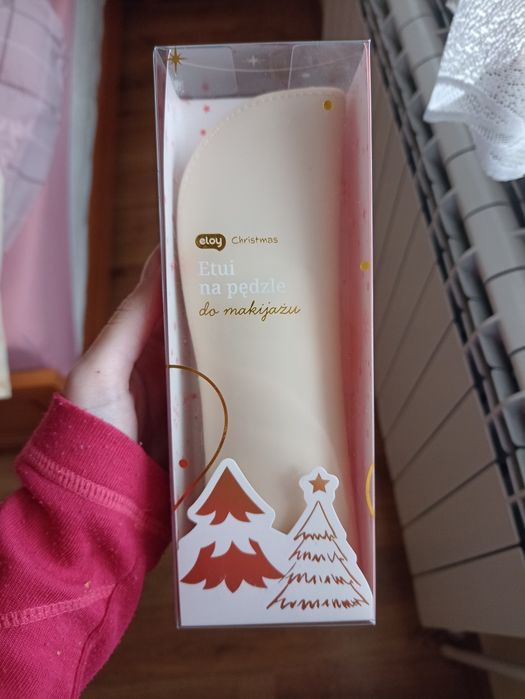 eloy Christmas
Etui
na pędzle
do makijażu